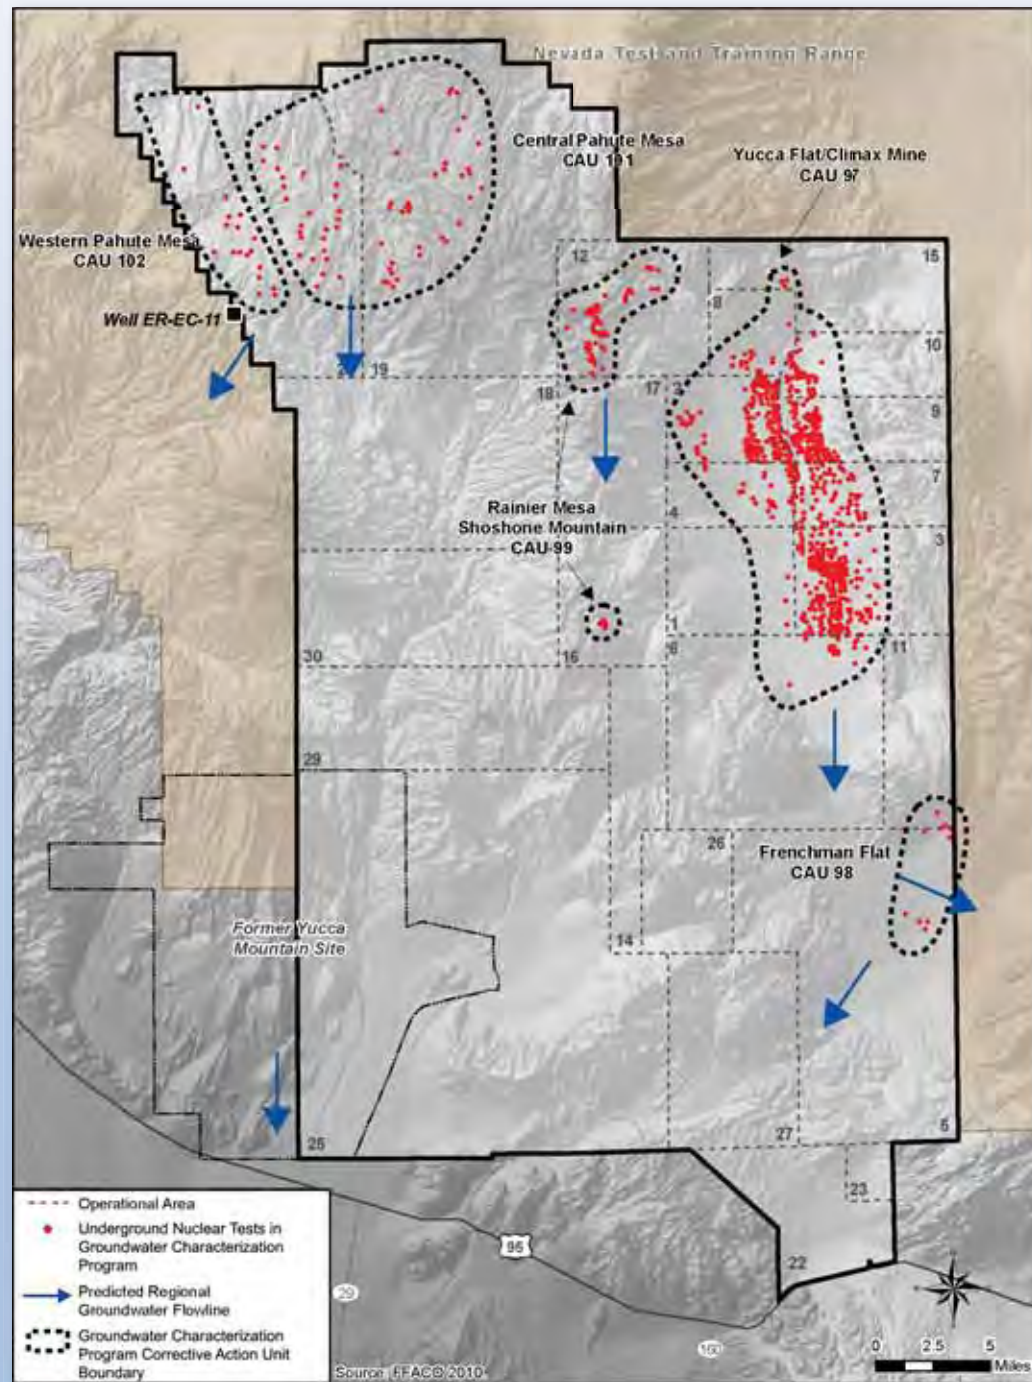 Nevada Test and Training Range
Central Pahute Mesa
CAU 101
Yucca Flat/Climax Mine
CAU 97
Western Pahute Mesa
CAU 102
12
15
8
Well ER-EC-11
10
19
18
17
2
9
7
Rainier Mesa
Shoshone Mountain
CAU-99
4
3
1
30
16
6
11
29
26
Frenchman Flat
CAU 98
Former Yucca
Mountain Site
14
25
27
5
23
22
95
29
160
Operational Area
Underground Nuclear Tests in
Groundwater Characterization
Program
Predicted Regional
Groundwater Flowline
Groundwater Characterization
Program Corrective Action Unit
Boundary
Source: FFACO 2010
0 2.5 5
Miles